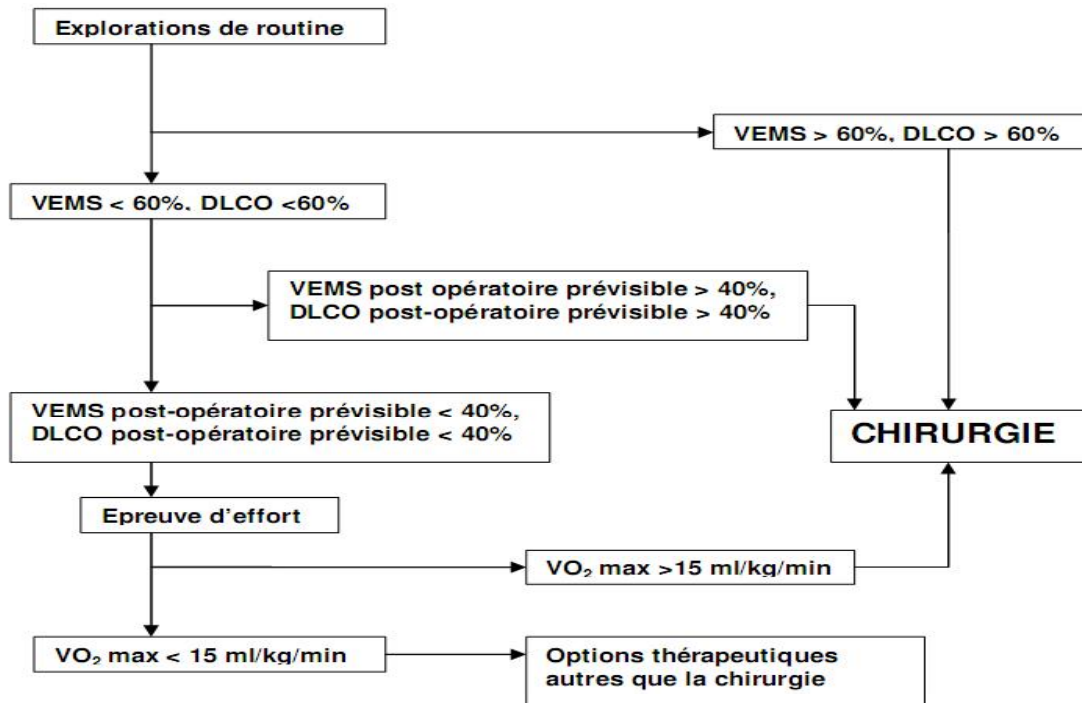 Explorations de routine
VEMS > 60%, DLCO > 60%
VEMS < 60%, DLCO <60%
VEMS post opératoire prévisible > 40%,
DLCO post-opératoire prévisible > 40%
VEMS post-opératoire prévisible < 40%,
DLCO post-opératoire prévisible < 40%
CHIRURGIE
Epreuve d'effort
VO₂ max >15 ml/kg/min
VO₂ max < 15 ml/kg/min
Options thérapeutiques
autres que la chirurgie